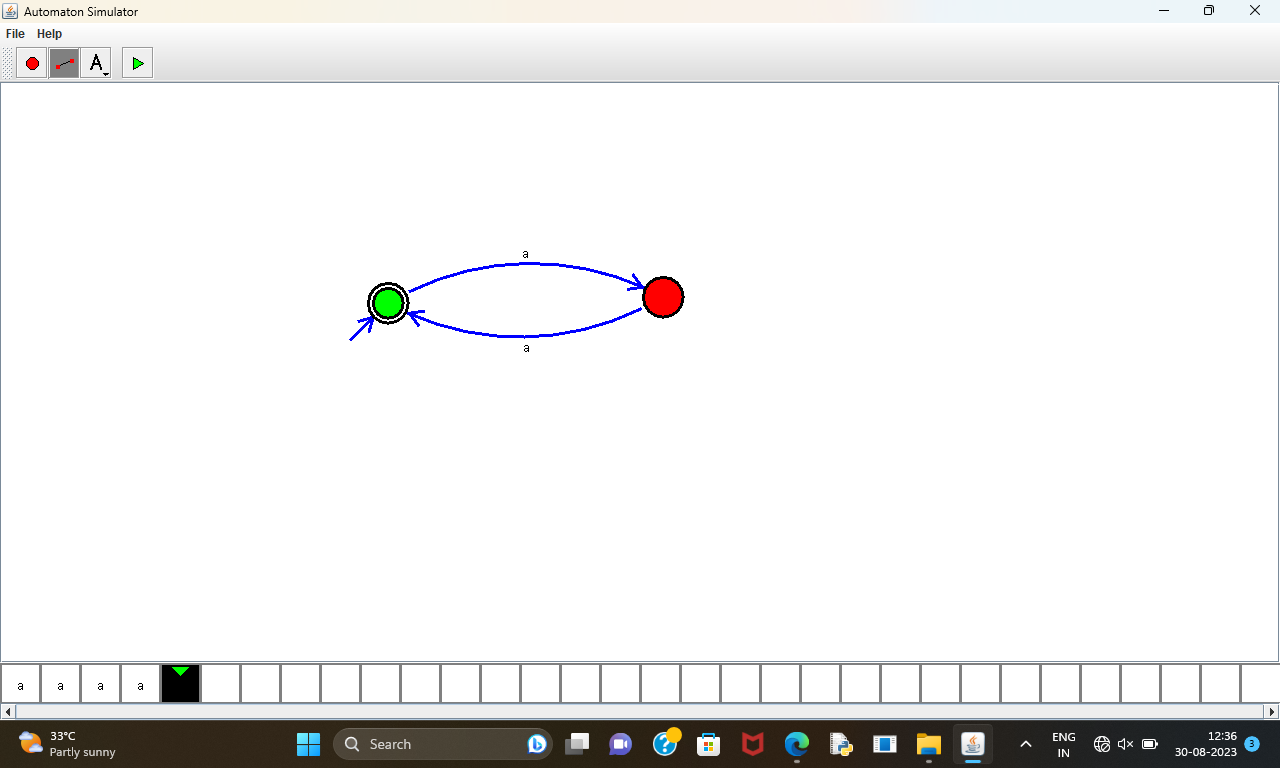 Automaton Simulator
File Help
A
a
a
a a a a
33°C
Partly sunny
Search
ENG
IN
12:36
30-08-2023
3